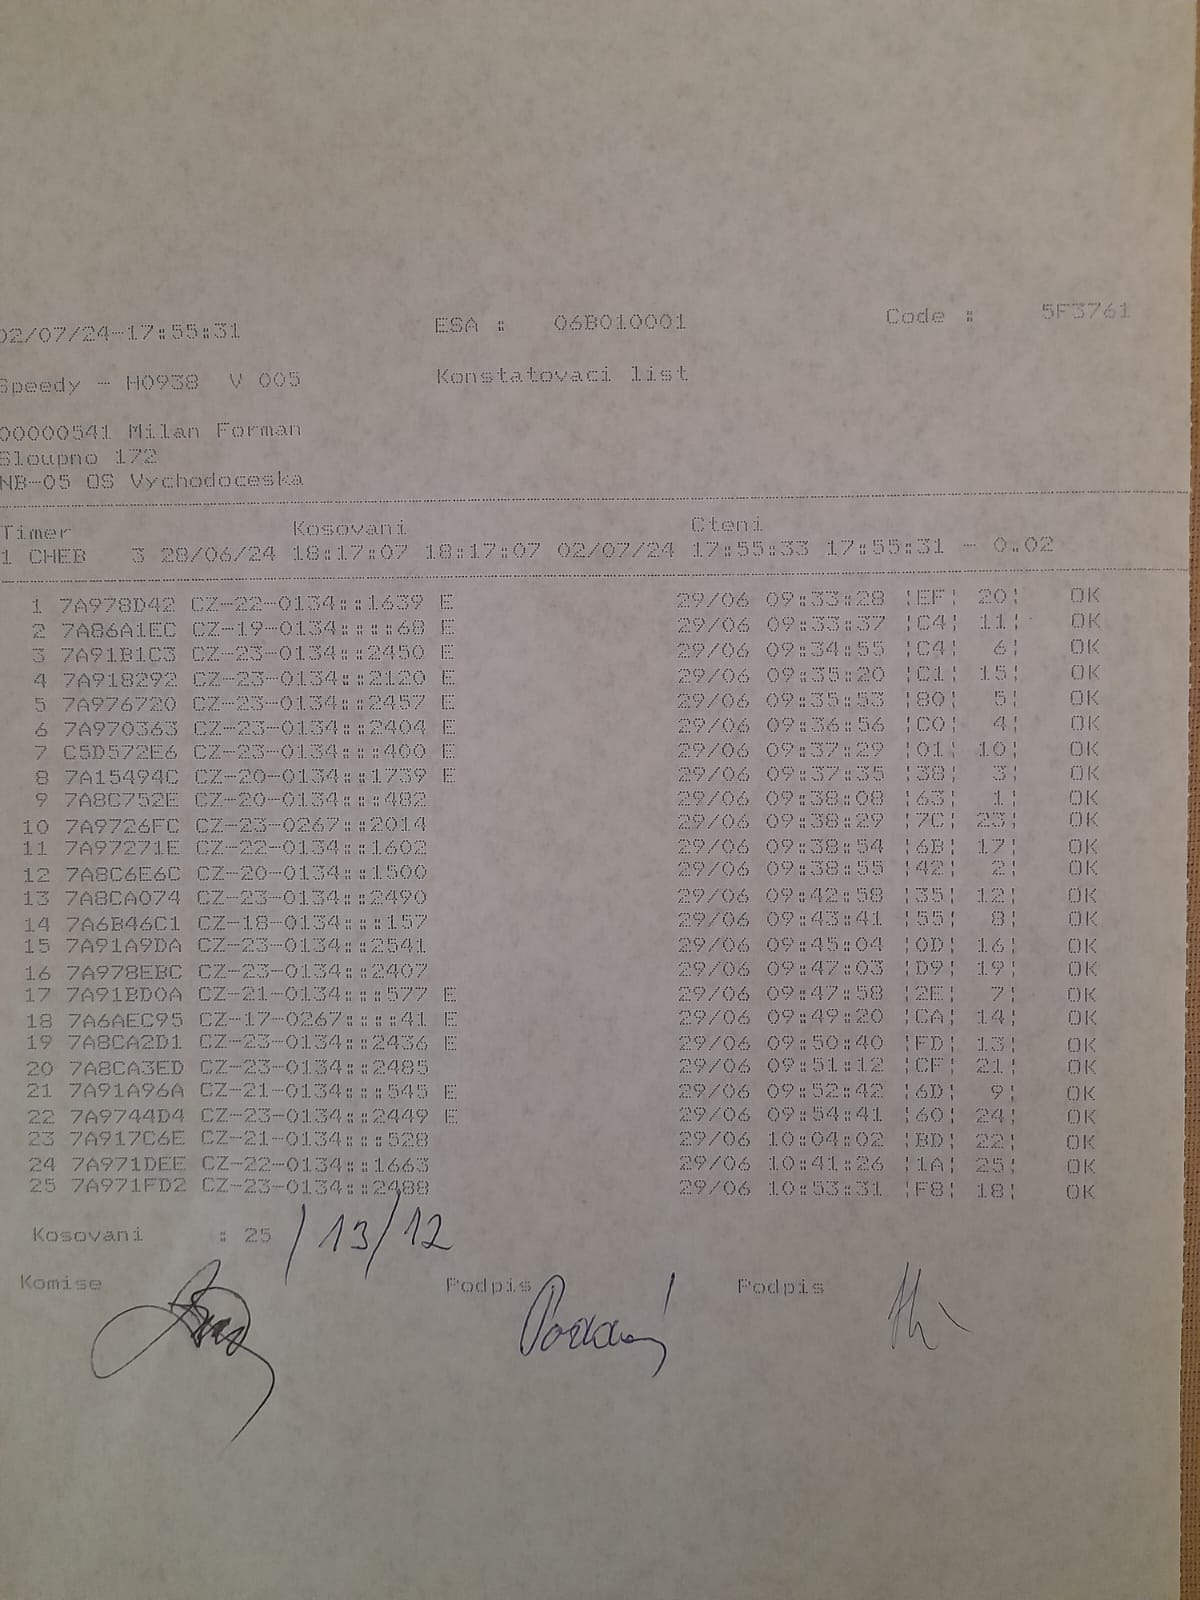 02/07/24-17:55:31 ESA : 06B010001 Code : 5F3761
Speedy - H0938 V 005 Konstatovaci list
00000541 Milan Forman
Sloupno 172
NB-05 OS Vychodoceska
Timer Kosovani Cteni
1 CHEB 3 28/06/24 18:17:07 18:17:07 02/07/24 17:55:33 17:55:31 - 0.02
1 7A978D42 CZ-22-0134::1639 E 29/06 09:33:28 ¦EF¦ 20¦ OK
2 7A86A1EC CZ-19-0134::::68 E 29/06 09:33:37 ¦C4¦ 11¦ OK
3 7A91B1C3 CZ-23-0134::2450 E 29/06 09:34:55 ¦C4¦ 6¦ OK
4 7A918292 CZ-23-0134::2120 E 29/06 09:35:20 ¦C1¦ 15¦ OK
5 7A976720 CZ-23-0134::2457 E 29/06 09:35:53 ¦80¦ 5¦ OK
6 7A970363 CZ-23-0134::2404 E 29/06 09:36:56 ¦C0¦ 4¦ OK
7 C5D572E6 CZ-23-0134:::400 E 29/06 09:37:29 ¦01¦ 10¦ OK
8 7A15494C CZ-20-0134::1739 E 29/06 09:37:35 ¦38¦ 3¦ OK
9 7A8C752E CZ-20-0134:::482 29/06 09:38:08 ¦63¦ 1¦ OK
10 7A9726FC CZ-23-0267::2014 29/06 09:38:29 ¦7C¦ 23¦ OK
11 7A97271E CZ-22-0134::1602 29/06 09:38:54 ¦6B¦ 17¦ OK
12 7A8C6E6C CZ-20-0134::1500 29/06 09:38:55 ¦42¦ 2¦ OK
13 7A8CA074 CZ-23-0134::2490 29/06 09:42:58 ¦35¦ 12¦ OK
14 7A6B46C1 CZ-18-0134:::157 29/06 09:43:41 ¦55¦ 8¦ OK
15 7A91A9DA CZ-23-0134::2541 29/06 09:45:04 ¦0D¦ 16¦ OK
16 7A978EBC CZ-23-0134::2407 29/06 09:47:03 ¦D9¦ 19¦ OK
17 7A91BD0A CZ-21-0134:::577 E 29/06 09:47:58 ¦2E¦ 7¦ OK
18 7A6AEC95 CZ-17-0267::::41 E 29/06 09:49:20 ¦CA¦ 14¦ OK
19 7A8CA2D1 CZ-23-0134::2436 E 29/06 09:50:40 ¦FD¦ 13¦ OK
20 7A8CA3ED CZ-23-0134::2485 29/06 09:51:12 ¦CF¦ 21¦ OK
21 7A91A96A CZ-21-0134:::545 E 29/06 09:52:42 ¦6D¦ 9¦ OK
22 7A9744D4 CZ-23-0134::2449 E 29/06 09:54:41 ¦60¦ 24¦ OK
23 7A917C6E CZ-21-0134:::528 29/06 10:04:02 ¦BD¦ 22¦ OK
24 7A971DEE CZ-22-0134::1663 29/06 10:41:26 ¦1A¦ 25¦ OK
25 7A971FD2 CZ-23-0134::2488 29/06 10:53:31 ¦F8¦ 18¦ OK
Kosovani : 25 /13/12
Komise Podpis Podpis